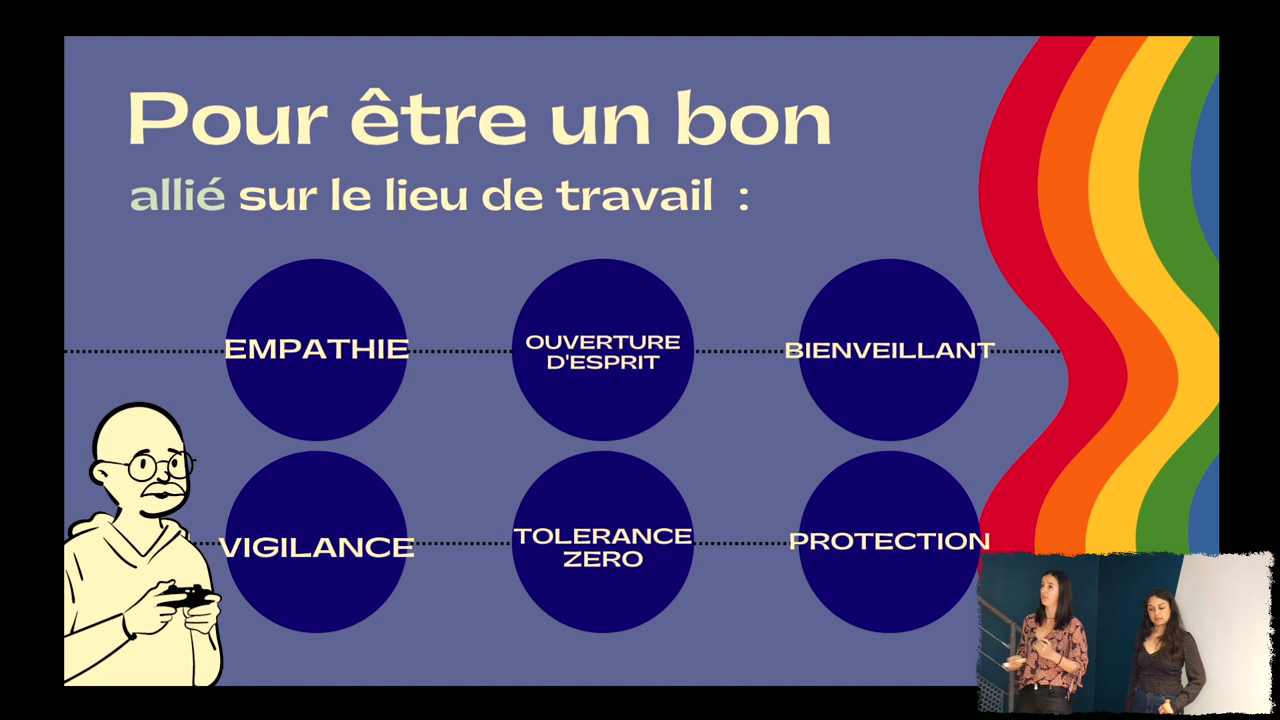 Pour être un bon
allié sur le lieu de travail :
EMPATHIE
OUVERTURE
D'ESPRIT
BIENVEILLANT
VIGILANCE
TOLERANCE
ZERO
PROTECTION